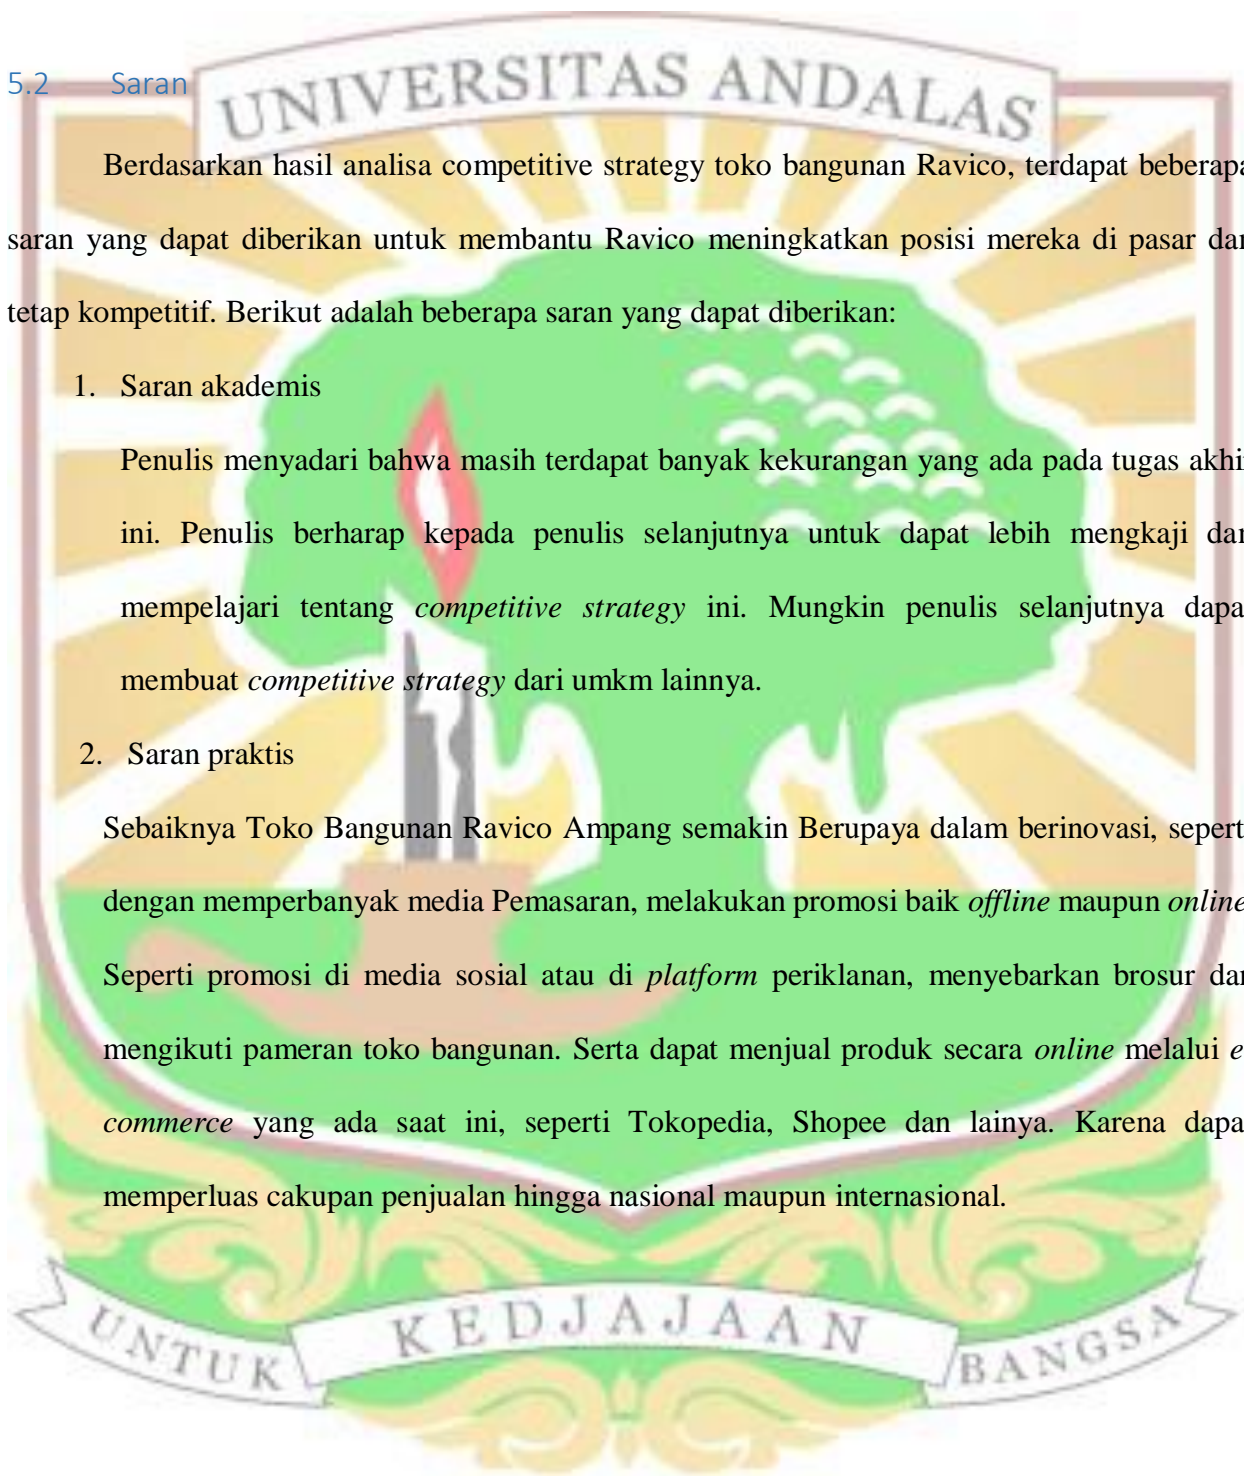 UNIVERSITAS ANDALAS
5.2 Saran
Berdasarkan hasil analisa competitive strategy toko bangunan Ravico, terdapat beberapa
saran yang dapat diberikan untuk membantu Ravico meningkatkan posisi mereka di pasar dan
tetap kompetitif. Berikut adalah beberapa saran yang dapat diberikan:
1. Saran akademis
Penulis menyadari bahwa masih terdapat banyak kekurangan yang ada pada tugas akhir
ini. Penulis berharap kepada penulis selanjutnya untuk dapat lebih mengkaji dan
mempelajari tentang competitive strategy ini. Mungkin penulis selanjutnya dapa
membuat competitive strategy dari umkm lainnya.
2. Saran praktis
Sebaiknya Toko Bangunan Ravico Ampang semakin Berupaya dalam berinovasi, sepert
dengan memperbanyak media Pemasaran, melakukan promosi baik offline maupun online
Seperti promosi di media sosial atau di platform periklanan, menyebarkan brosur dan
mengikuti pameran toko bangunan. Serta dapat menjual produk secara online melalui e
commerce yang ada saat ini, seperti Tokopedia, Shopee dan lainya. Karena dapa
memperluas cakupan penjualan hingga nasional maupun internasional.
UNTUK KEDJAJAAN BANGSA